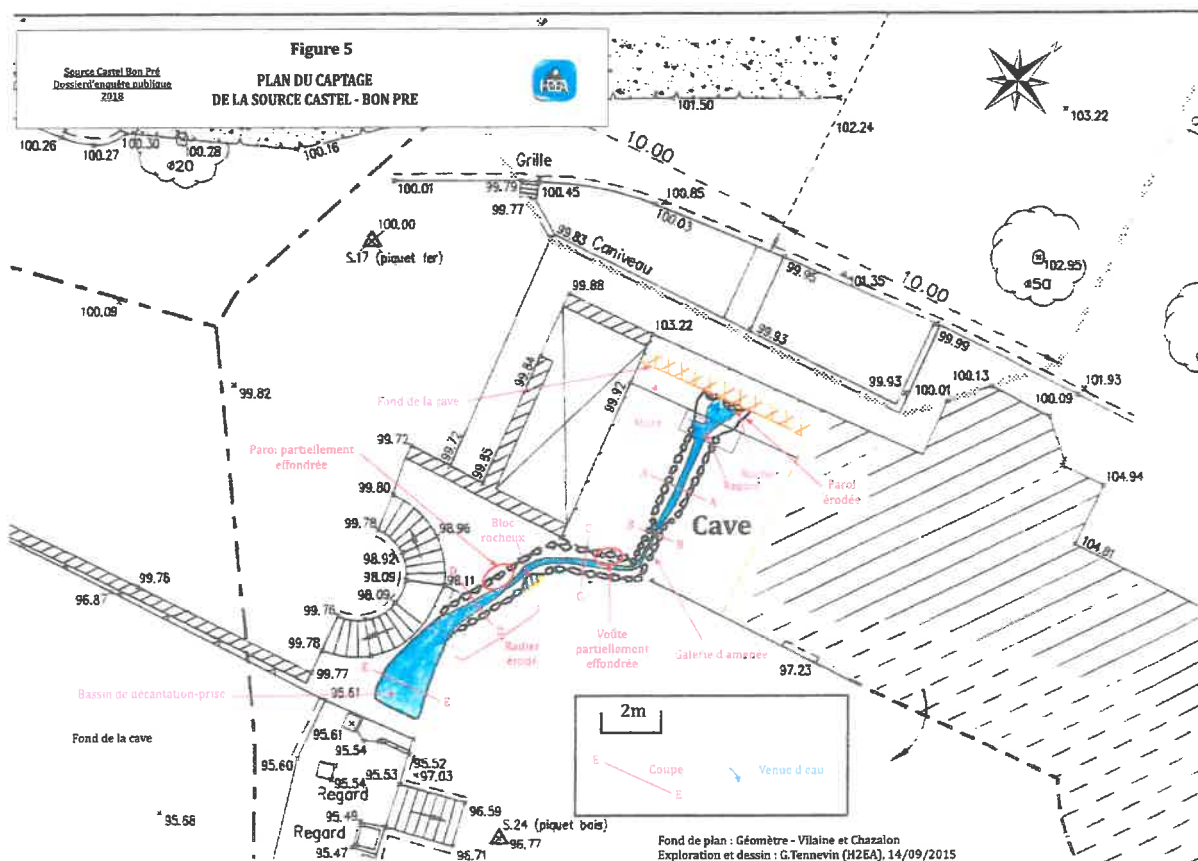 Figure 5
Source Castel Bon Pré
Dossier d'enquête publique
2018
PLAN DU CAPTAGE
DE LA SOURCE CASTEL - BON PRE
H2EA
N
101.50
102.24
103.22
100.26
100.27
100.30
100.28
100.16
ø20
Grille
10.00
100.01
99.79
100.45
100.85
99.77
100.03
100.00
S.17 (piquet fer)
99.83
Caniveau
99.95
101.35
10.00
102.95
ø50
100.09
99.88
103.22
99.93
99.99
99.84
99.92
99.93
100.13
101.93
100.01
100.09
99.82
Fond de la cave
Paroi partiellement
effondrée
99.72
99.72
99.85
Paroi
érodée
104.94
99.80
A
A
99.78
98.96
Bloc
rocheux
C
B
B
Cave
104.81
98.92
98.09
98.11
98.09
D
C
99.76
99.76
96.87
Radier
érodé
Voûte
partiellement
effondrée
Galerie d'amenée
99.78
97.23
99.77
E
E
Bassin de décantation-prise
95.61
2m
95.61
Fond de la cave
95.54
95.60
95.52
95.53
97.03
E
Coupe
E
Venue d'eau
95.54
Regard
95.68
95.49
96.59
S.24 (piquet bois)
Regard
96.77
95.47
96.71
Fond de plan : Géomètre - Vilaine et Chazalon
Exploration et dessin : G.Tennevin (H2EA), 14/09/2015